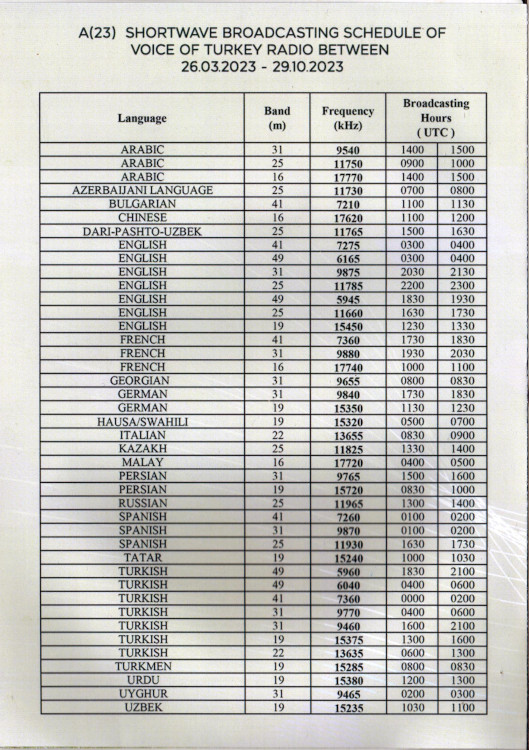 A(23) SHORTWAVE BROADCASTING SCHEDULE OF
VOICE OF TURKEY RADIO BETWEEN
26.03.2023 - 29.10.2023
Language Band (m) Frequency (kHz) Broadcasting Hours ( UTC )
ARABIC 31 9540 1400 1500
ARABIC 25 11750 0900 1000
ARABIC 16 17770 1400 1500
AZERBAIJANI LANGUAGE 25 11730 0700 0800
BULGARIAN 41 7210 1100 1130
CHINESE 16 17620 1100 1200
DARI-PASHTO-UZBEK 25 11765 1500 1630
ENGLISH 41 7275 0300 0400
ENGLISH 49 6165 0300 0400
ENGLISH 31 9875 2030 2130
ENGLISH 25 11785 2200 2300
ENGLISH 49 5945 1830 1930
ENGLISH 25 11660 1630 1730
ENGLISH 19 15450 1230 1330
FRENCH 41 7360 1730 1830
FRENCH 31 9880 1930 2030
FRENCH 16 17740 1000 1100
GEORGIAN 31 9655 0800 0830
GERMAN 31 9840 1730 1830
GERMAN 19 15350 1130 1230
HAUSA/SWAHILI 19 15320 0500 0700
ITALIAN 22 13655 0830 0900
KAZAKH 25 11825 1330 1400
MALAY 16 17720 0400 0500
PERSIAN 31 9765 1500 1600
PERSIAN 19 15720 0830 1000
RUSSIAN 25 11965 1300 1400
SPANISH 41 7260 0100 0200
SPANISH 31 9870 0100 0200
SPANISH 25 11930 1630 1730
TATAR 19 15240 1000 1030
TURKISH 49 5960 1830 2100
TURKISH 49 6040 0400 0600
TURKISH 41 7360 0000 0200
TURKISH 31 9770 0400 0600
TURKISH 31 9460 1600 2100
TURKISH 19 15375 1300 1600
TURKISH 22 13635 0600 1300
TURKMEN 19 15285 0800 0830
URDU 19 15380 1200 1300
UYGHUR 31 9465 0200 0300
UZBEK 19 15235 1030 1100